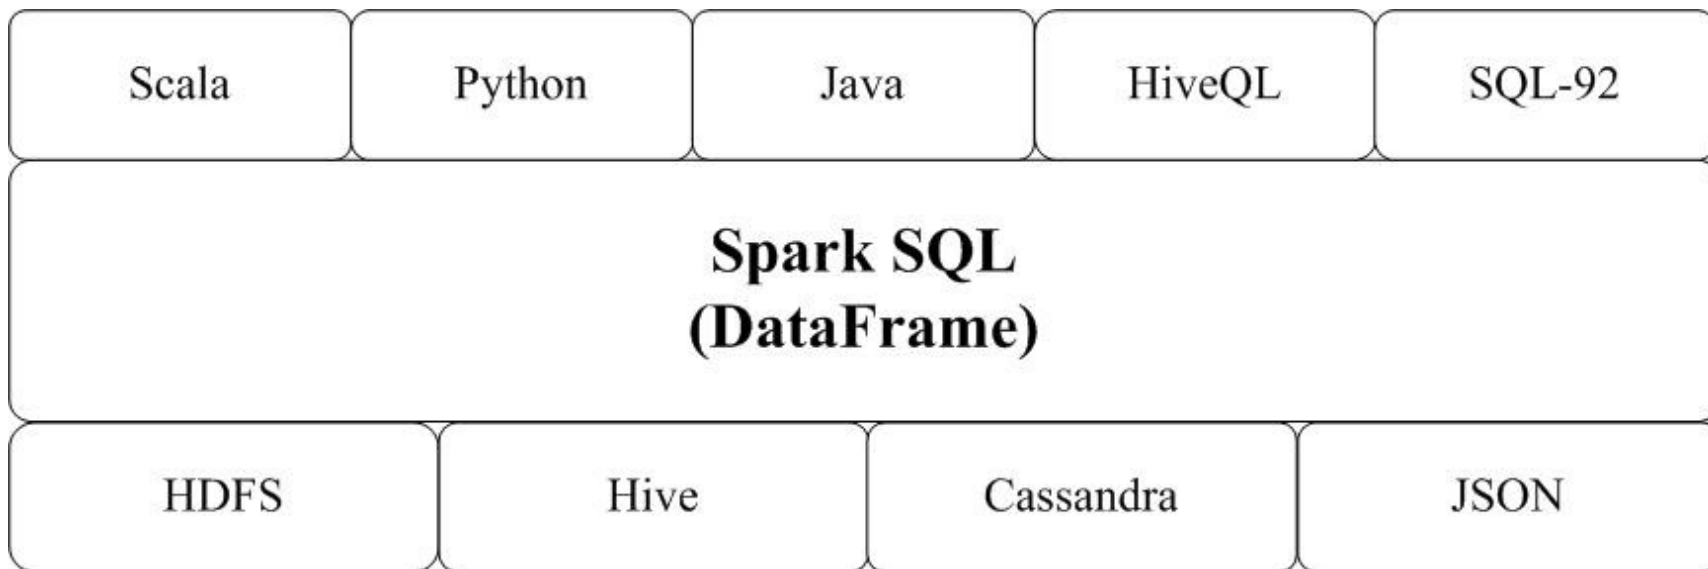 Scala
Python
Java
HiveQL
SQL-92
Spark SQL
(DataFrame)
HDFS
Hive
Cassandra
JSON